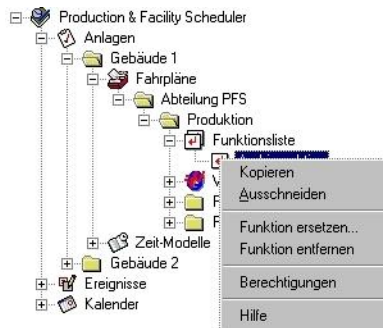 Production & Facility Scheduler
Anlagen
Gebäude 1
Fahrpläne
Abteilung PFS
Produktion
Funktionsliste
V
F
F
Zeit-Modelle
Gebäude 2
Ereignisse
Kalender
Kopieren
Ausschneiden
Funktion ersetzen...
Funktion entfernen
Berechtigungen
Hilfe